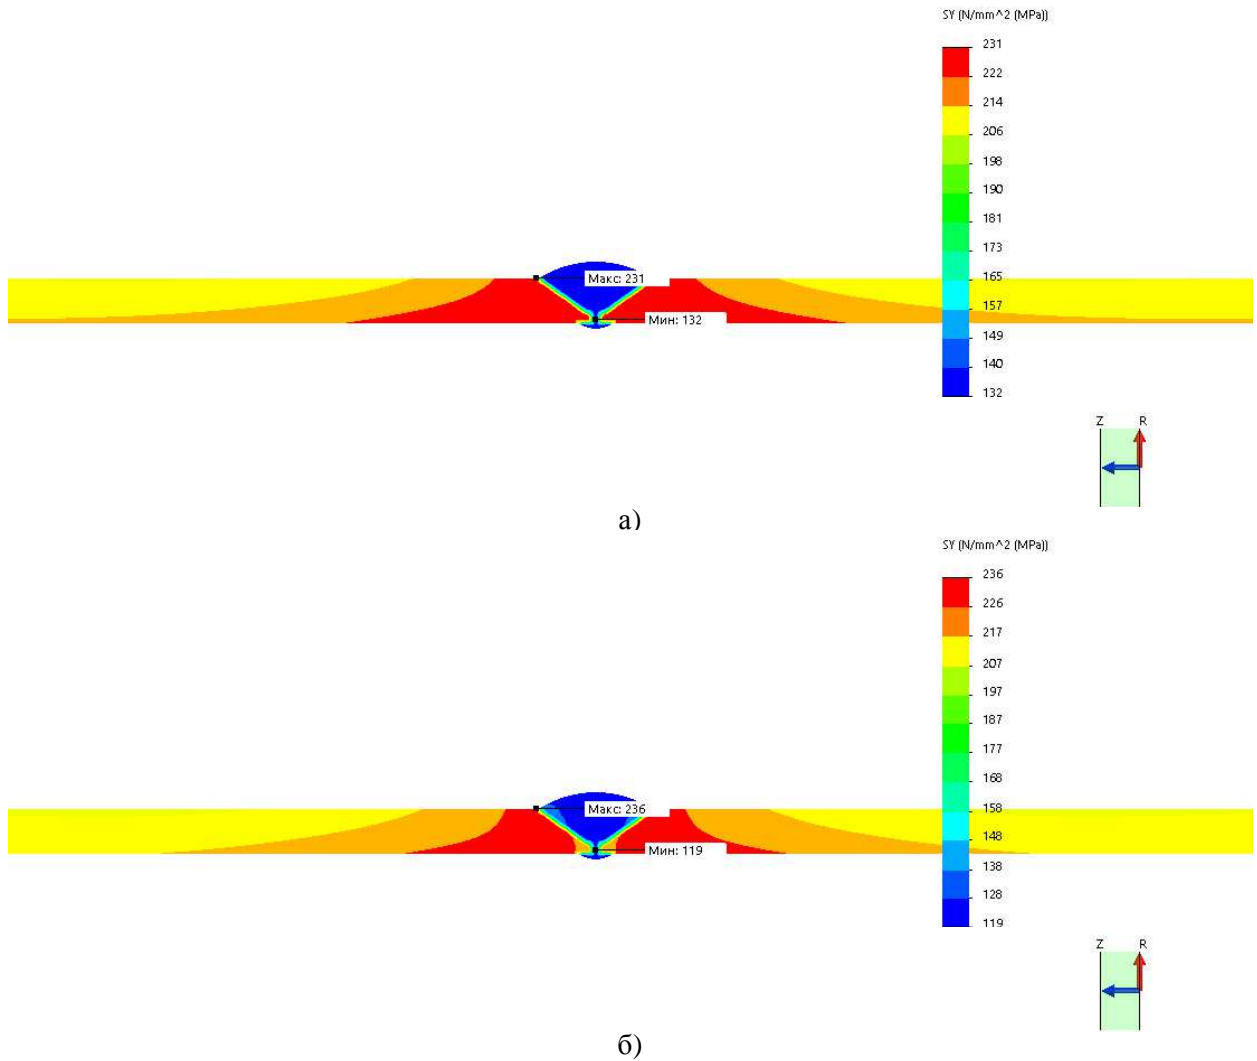 SY (N/mm^2 (MPa))
231
222
214
206
198
190
181
173
165
157
149
140
132
Макс: 231
Мин: 132
Z R
а)
SY (N/mm^2 (MPa))
236
226
217
207
197
187
177
168
158
148
138
128
119
Макс: 236
Мин: 119
Z R
б)